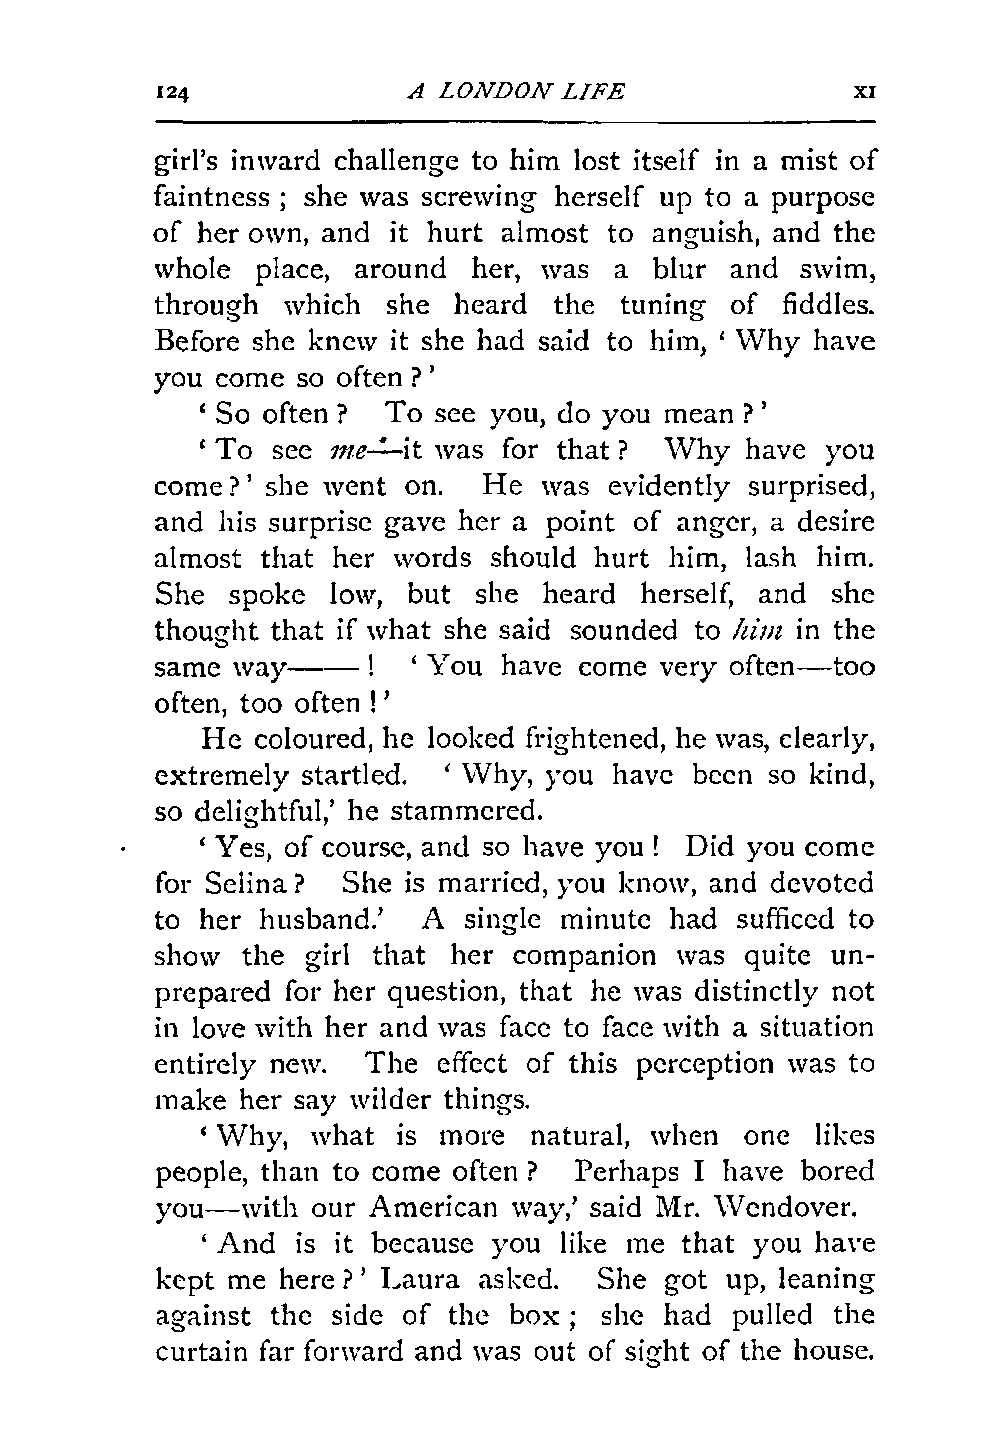 124 A LONDON LIFE XI
girl's inward challenge to him lost itself in a mist of
faintness ; she was screwing herself up to a purpose
of her own, and it hurt almost to anguish, and the
whole place, around her, was a blur and swim,
through which she heard the tuning of fiddles.
Before she knew it she had said to him, ‘ Why have
you come so often ? ’
‘ So often ? To see you, do you mean ? ’
‘ To see me—it was for that ? Why have you
come ? ’ she went on. He was evidently surprised,
and his surprise gave her a point of anger, a desire
almost that her words should hurt him, lash him.
She spoke low, but she heard herself, and she
thought that if what she said sounded to him in the
same way—— ! ‘ You have come very often—too
often, too often ! ’
He coloured, he looked frightened, he was, clearly,
extremely startled. ‘ Why, you have been so kind,
so delightful,’ he stammered.
‘ Yes, of course, and so have you ! Did you come
for Selina ? She is married, you know, and devoted
to her husband.’ A single minute had sufficed to
show the girl that her companion was quite un-
prepared for her question, that he was distinctly not
in love with her and was face to face with a situation
entirely new. The effect of this perception was to
make her say wilder things.
‘ Why, what is more natural, when one likes
people, than to come often ? Perhaps I have bored
you—with our American way,’ said Mr. Wendover.
‘ And is it because you like me that you have
kept me here ? ’ Laura asked. She got up, leaning
against the side of the box ; she had pulled the
curtain far forward and was out of sight of the house.